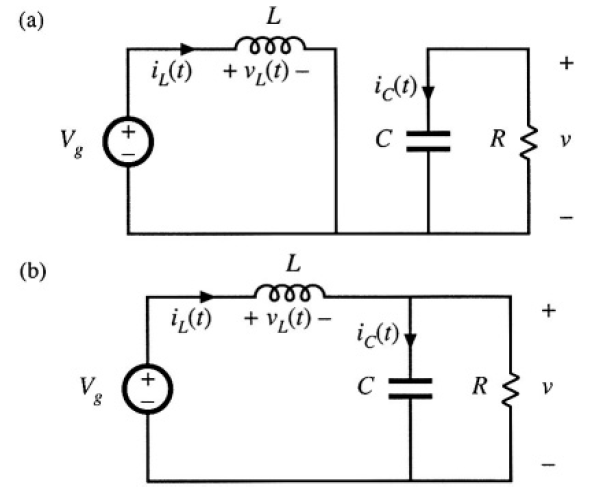 (a)
L
i_L(t) + v_L(t) −
i_C(t)
+
V_g
+
−
C
R
v
−
(b)
L
i_L(t) + v_L(t) −
i_C(t)
+
V_g
+
−
C
R
v
−